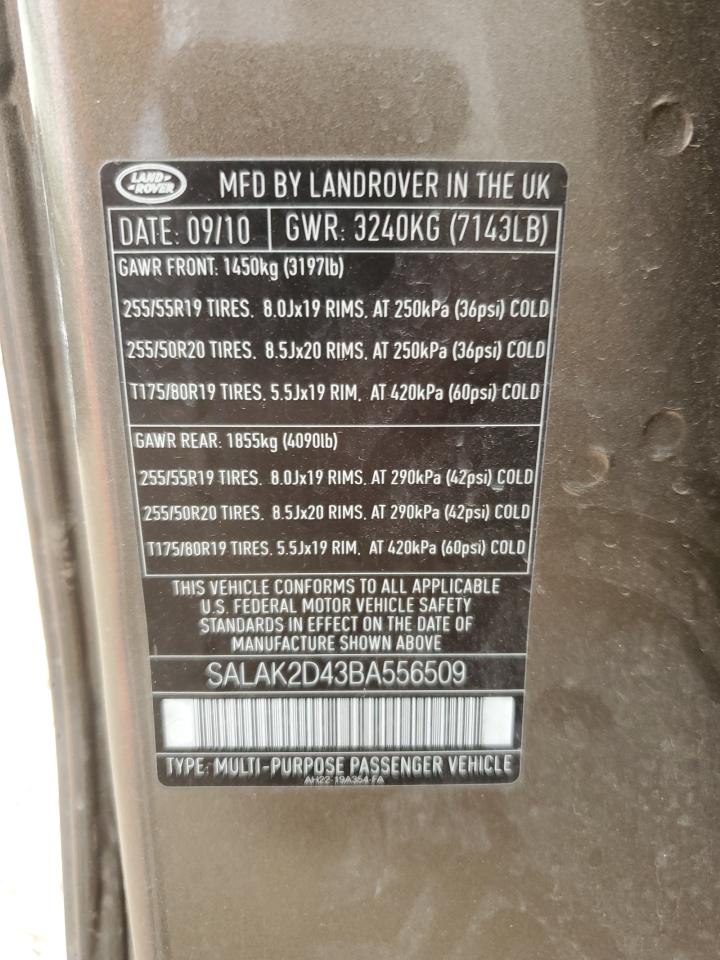 LAND ROVER
MFD BY LANDROVER IN THE UK
DATE: 09/10 GWR: 3240KG (7143LB)
GAWR FRONT: 1450kg (3197lb)
255/55R19 TIRES, 8.0Jx19 RIMS, AT 250kPa (36psi) COLD
255/50R20 TIRES, 8.5Jx20 RIMS, AT 250kPa (36psi) COLD
T175/80R19 TIRES, 5.5Jx19 RIM, AT 420kPa (60psi) COLD
GAWR REAR: 1855kg (4090lb)
255/55R19 TIRES, 8.0Jx19 RIMS, AT 290kPa (42psi) COLD
255/50R20 TIRES, 8.5Jx20 RIMS, AT 290kPa (42psi) COLD
T175/80R19 TIRES, 5.5Jx19 RIM, AT 420kPa (60psi) COLD
THIS VEHICLE CONFORMS TO ALL APPLICABLE
U.S. FEDERAL MOTOR VEHICLE SAFETY
STANDARDS IN EFFECT ON THE DATE OF
MANUFACTURE SHOWN ABOVE
SALAK2D43BA556509
TYPE: MULTI-PURPOSE PASSENGER VEHICLE
AH22-19A354-FA